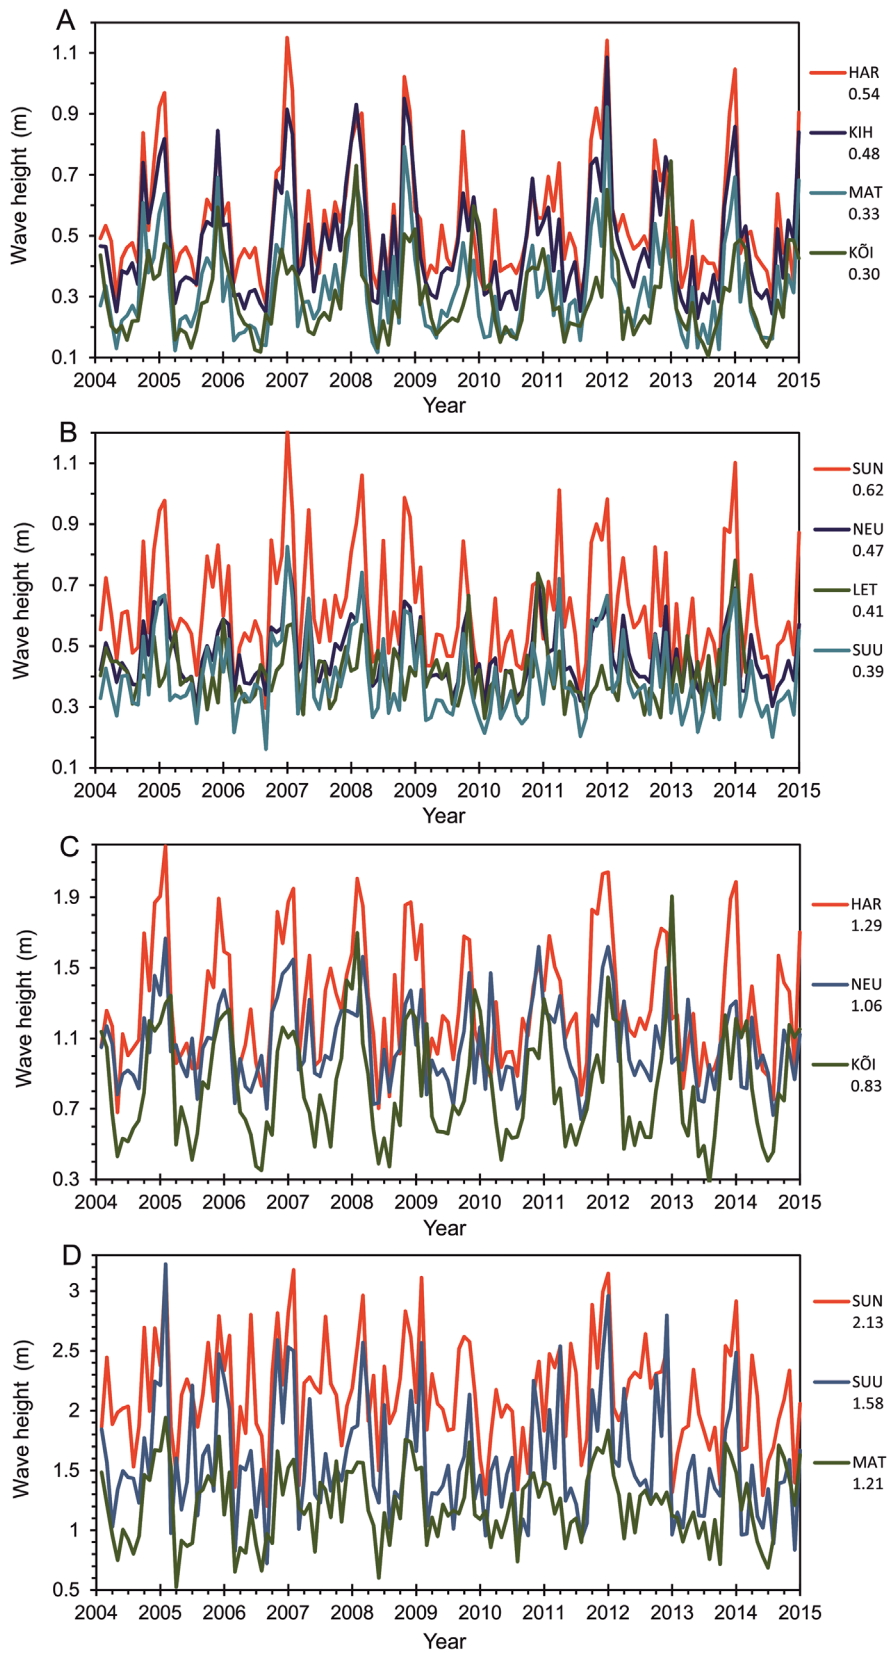 A
Wave height (m)
1.1
0.9
0.7
0.5
0.3
0.1
2004 2005 2006 2007 2008 2009 2010 2011 2012 2013 2014 2015
Year
HAR
0.54
KIH
0.48
MAT
0.33
KÕI
0.30
B
Wave height (m)
1.1
0.9
0.7
0.5
0.3
0.1
2004 2005 2006 2007 2008 2009 2010 2011 2012 2013 2014 2015
Year
SUN
0.62
NEU
0.47
LET
0.41
SUU
0.39
C
Wave height (m)
1.9
1.5
1.1
0.7
0.3
2004 2005 2006 2007 2008 2009 2010 2011 2012 2013 2014 2015
Year
HAR
1.29
NEU
1.06
KÕI
0.83
D
Wave height (m)
3
2.5
2
1.5
1
0.5
2004 2005 2006 2007 2008 2009 2010 2011 2012 2013 2014 2015
Year
SUN
2.13
SUU
1.58
MAT
1.21